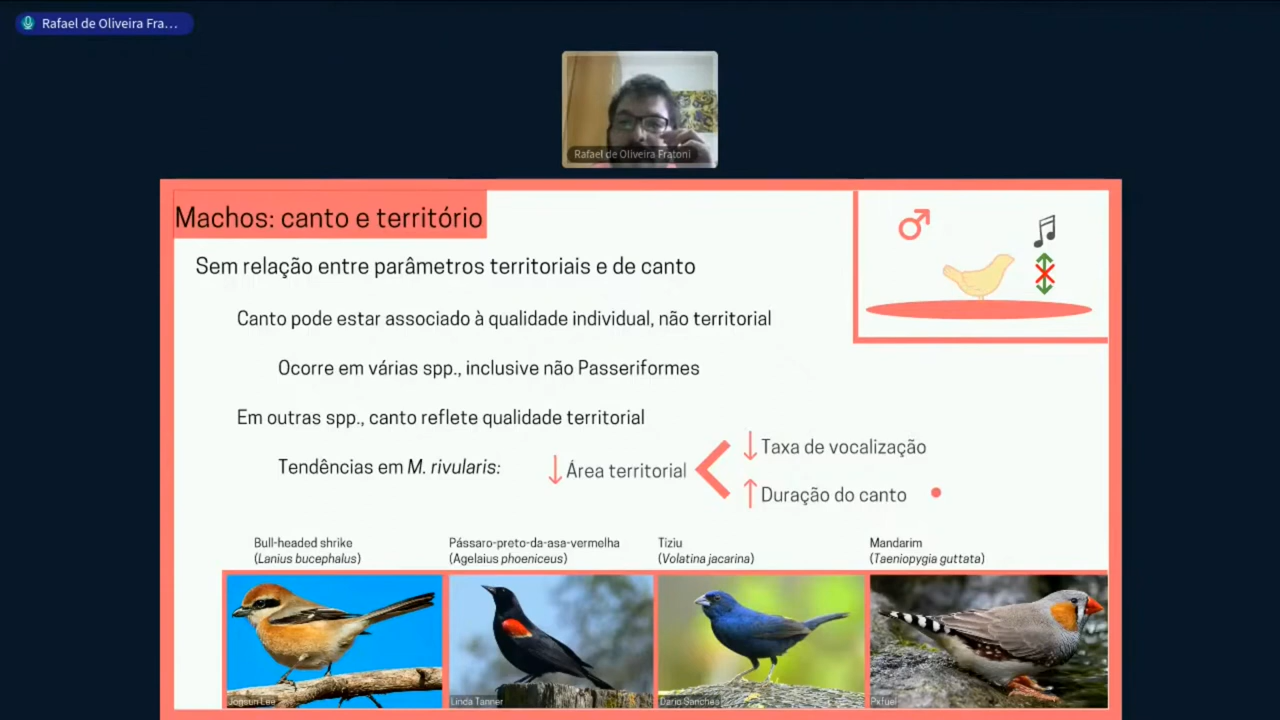 Rafael de Oliveira Fra...
Rafael de Oliveira Fratoni
Machos: canto e território
Sem relação entre parâmetros territoriais e de canto
Canto pode estar associado à qualidade individual, não territorial
Ocorre em várias spp., inclusive não Passeriformes
Em outras spp., canto reflete qualidade territorial
Tendências em M. rivularis:
↓ Área territorial
↓ Taxa de vocalização
↑ Duração do canto
Bull-headed shrike
(Lanius bucephalus)
Pássaro-preto-da-asa-vermelha
(Agelaius phoeniceus)
Tiziu
(Volatina jacarina)
Mandarim
(Taeniopygia guttata)
Jogsun Lee
Linda Tanner
Dario Sanches
Pxfuel